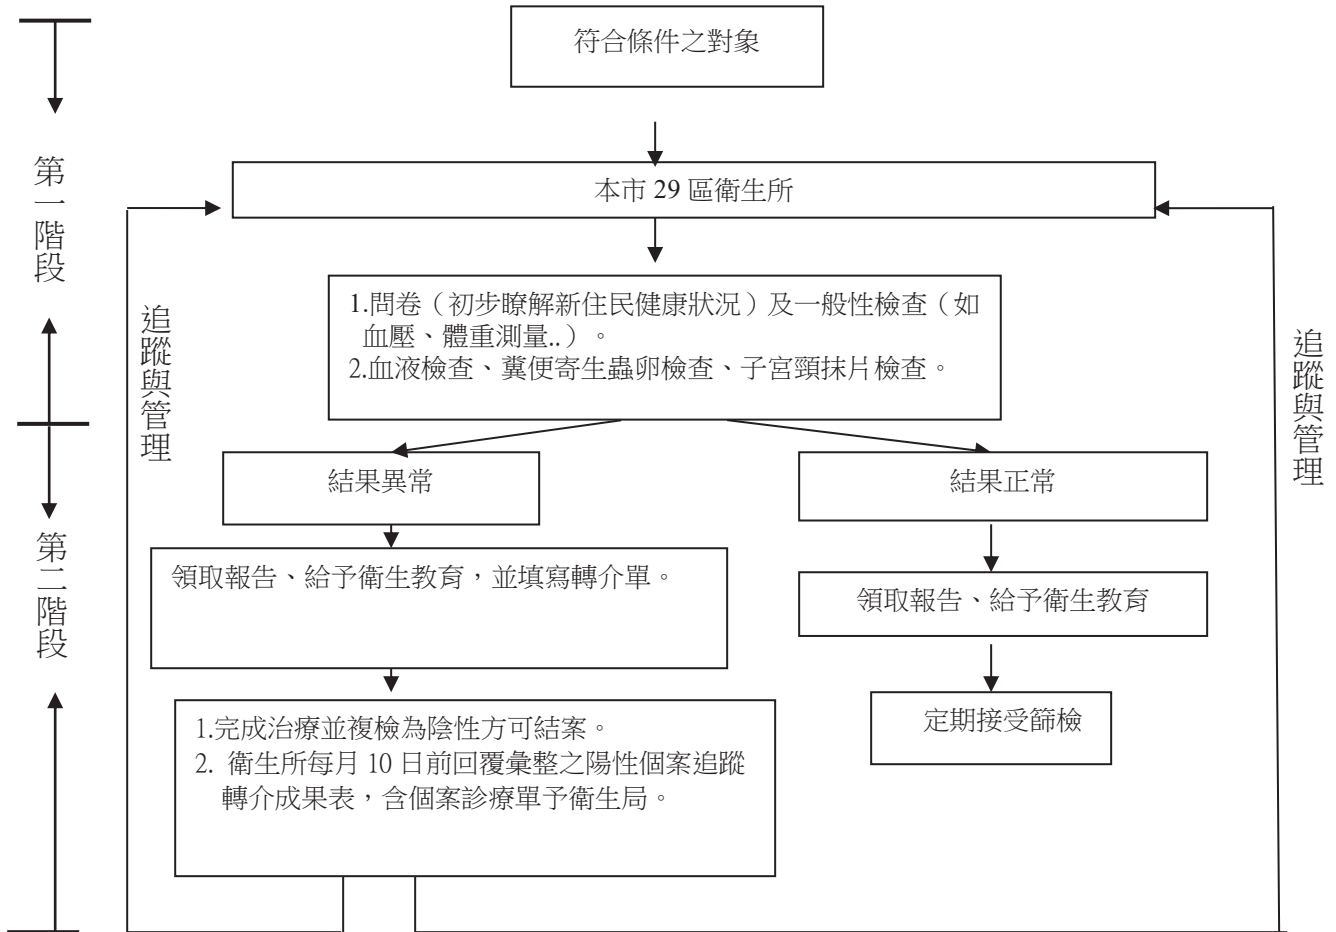 符合條件之對象
第一階段
本市 29 區衛生所
追蹤與管理
1.問卷（初步瞭解新住民健康狀況）及一般性檢查（如
血壓、體重測量..）。
2.血液檢查、糞便寄生蟲卵檢查、子宮頸抹片檢查。
追蹤與管理
結果異常
結果正常
第二階段
領取報告、給予衛生教育，並填寫轉介單。
領取報告、給予衛生教育
1.完成治療並複檢為陰性方可結案。
2. 衛生所每月 10 日前回覆彙整之陽性個案追蹤
轉介成果表，含個案診療單予衛生局。
定期接受篩檢